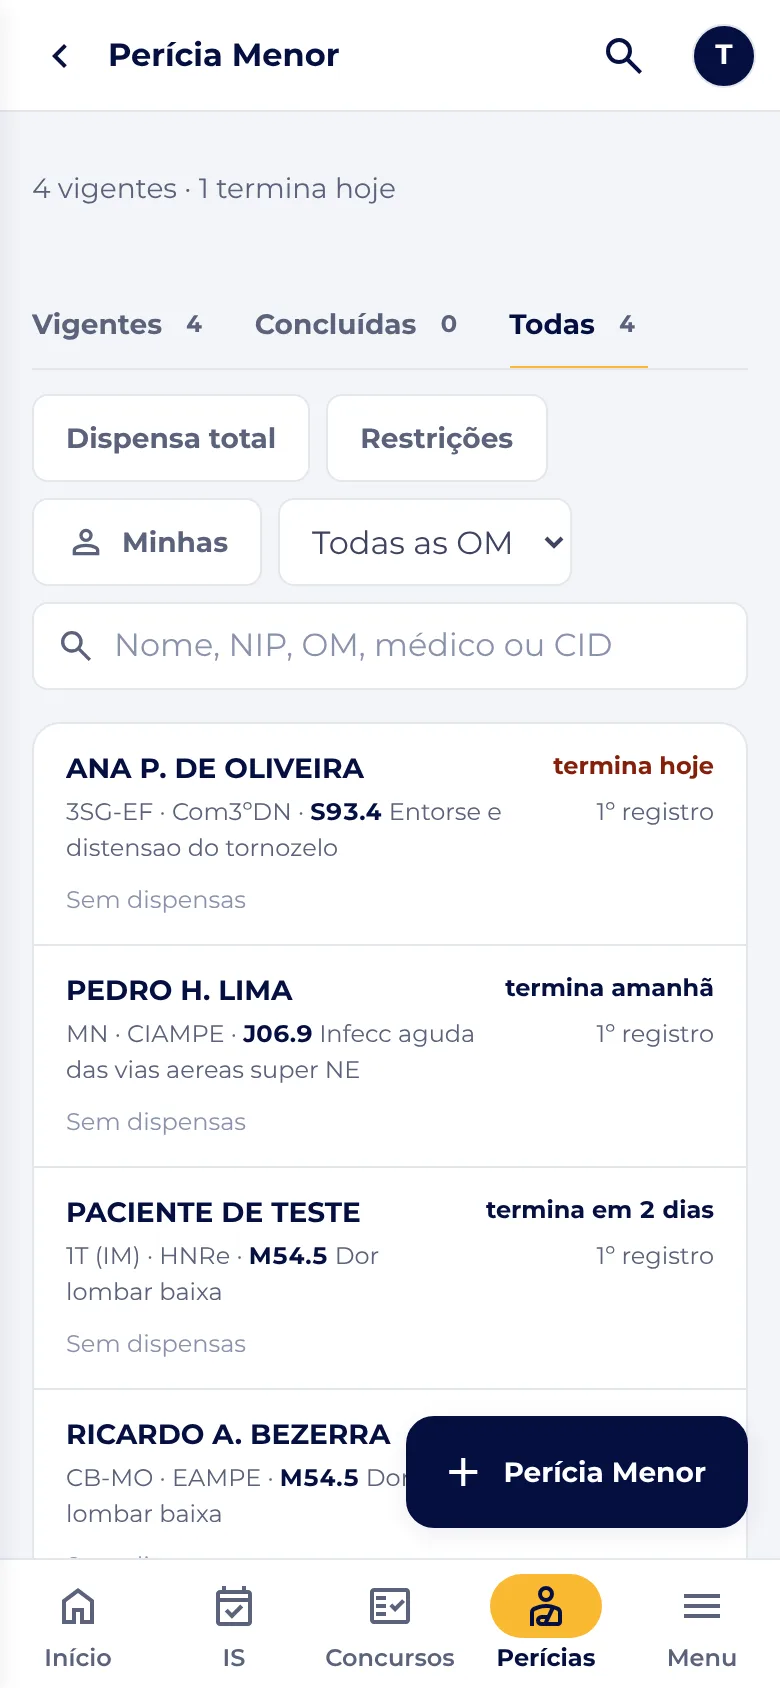 Perícia Menor
T
4 vigentes · 1 termina hoje
Vigentes 4 Concluídas 0 Todas 4
Dispensa total Restrições
Minhas Todas as OM
Nome, NIP, OM, médico ou CID
ANA P. DE OLIVEIRA termina hoje
3SG-EF · Com3ºDN · S93.4 Entorse e 1º registro
distensao do tornozelo
Sem dispensas
PEDRO H. LIMA termina amanhã
MN · CIAMPE · J06.9 Infecc aguda 1º registro
das vias aereas super NE
Sem dispensas
PACIENTE DE TESTE termina em 2 dias
1T (IM) · HNRe · M54.5 Dor 1º registro
lombar baixa
Sem dispensas
RICARDO A. BEZERRA
CB-MO · EAMPE · M54.5 Dor
lombar baixa
+ Perícia Menor
Início IS Concursos Perícias Menu